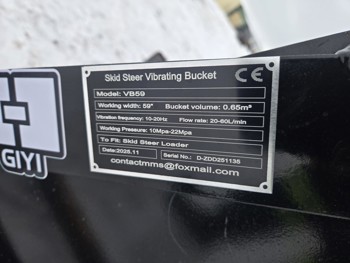 Skid Steer Vibrating Bucket CE
Model: VB59
Working width: 59" Bucket volume: 0.65m³
Vibration frequency: 10-20Hz Flow rate: 20-60L/min
Working Pressure: 10Mpa-22Mpa
To Fit: Skid Steer Loader
Date:2025.11 Serial No.: D-ZDD251138
contactmms@foxmail.com
GIYI